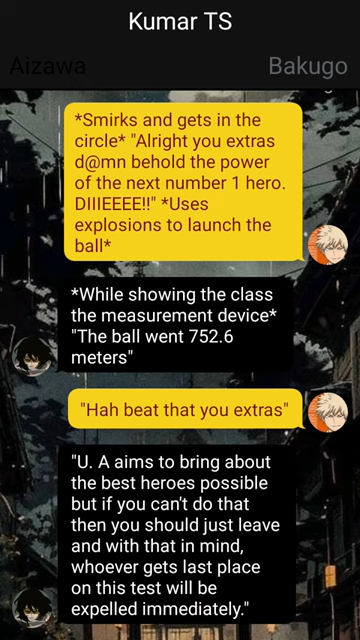 Kumar TS
Aizawa
Bakugo
*Smirks and gets in the
circle* "Alright you extras
d@mn behold the power
of the next number 1 hero.
DIIIEEEE!!" *Uses
explosions to launch the
ball*
*While showing the class
the measurement device*
"The ball went 752.6
meters"
"Hah beat that you extras"
"U. A aims to bring about
the best heroes possible
but if you can't do that
then you should just leave
and with that in mind,
whoever gets last place
on this test will be
expelled immediately."